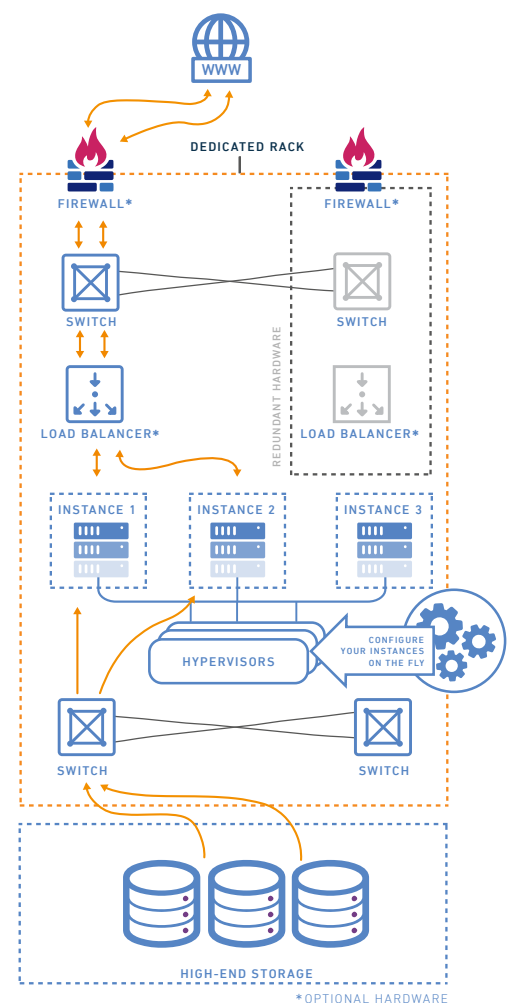 WWW
DEDICATED RACK
FIREWALL*
FIREWALL*
SWITCH
SWITCH
REDUNDANT HARDWARE
LOAD BALANCER*
LOAD BALANCER*
INSTANCE 1
INSTANCE 2
INSTANCE 3
CONFIGURE
YOUR INSTANCES
ON THE FLY
HYPERVISORS
SWITCH
SWITCH
HIGH-END STORAGE
*OPTIONAL HARDWARE